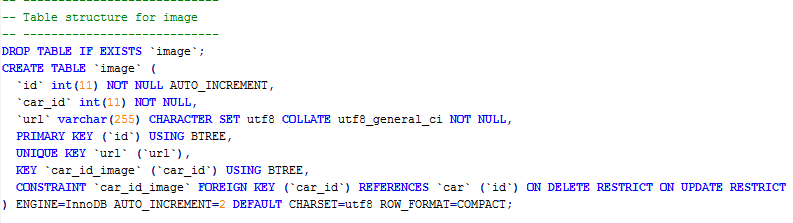 -- ----------------------------
-- Table structure for image
-- ----------------------------
DROP TABLE IF EXISTS `image`;
CREATE TABLE `image` (
  `id` int(11) NOT NULL AUTO_INCREMENT,
  `car_id` int(11) NOT NULL,
  `url` varchar(255) CHARACTER SET utf8 COLLATE utf8_general_ci NOT NULL,
  PRIMARY KEY (`id`) USING BTREE,
  UNIQUE KEY `url` (`url`),
  KEY `car_id_image` (`car_id`) USING BTREE,
  CONSTRAINT `car_id_image` FOREIGN KEY (`car_id`) REFERENCES `car` (`id`) ON DELETE RESTRICT ON UPDATE RESTRICT
) ENGINE=InnoDB AUTO_INCREMENT=2 DEFAULT CHARSET=utf8 ROW_FORMAT=COMPACT;